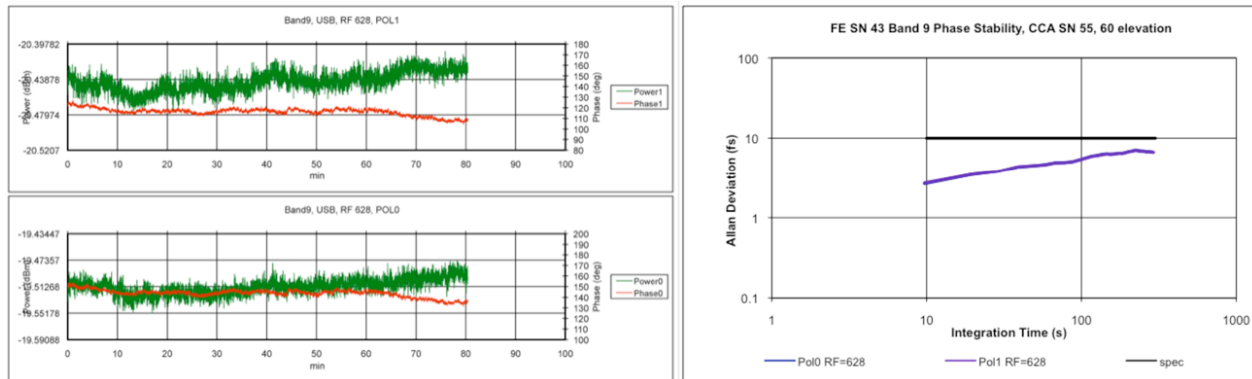 Band9, USB, RF 628, POL1
-20.39782
-20.43878
-20.47974
-20.5207
Power (dBm)
180
170
160
150
140
130
120
110
100
90
80
Phase (deg)
Power1
Phase1
0 10 20 30 40 50 60 70 80 90 100
min
Band9, USB, RF 628, POL0
-19.43447
-19.47357
-19.51268
-19.55178
-19.59088
Power (dBm)
200
190
180
170
160
150
140
130
120
110
100
Phase (deg)
Power0
Phase0
0 10 20 30 40 50 60 70 80 90 100
min
FE SN 43 Band 9 Phase Stability, CCA SN 55, 60 elevation
100
10
1
0.1
Allan Deviation (fs)
1 10 100 1000
Integration Time (s)
Pol0 RF=628 Pol1 RF=628 spec